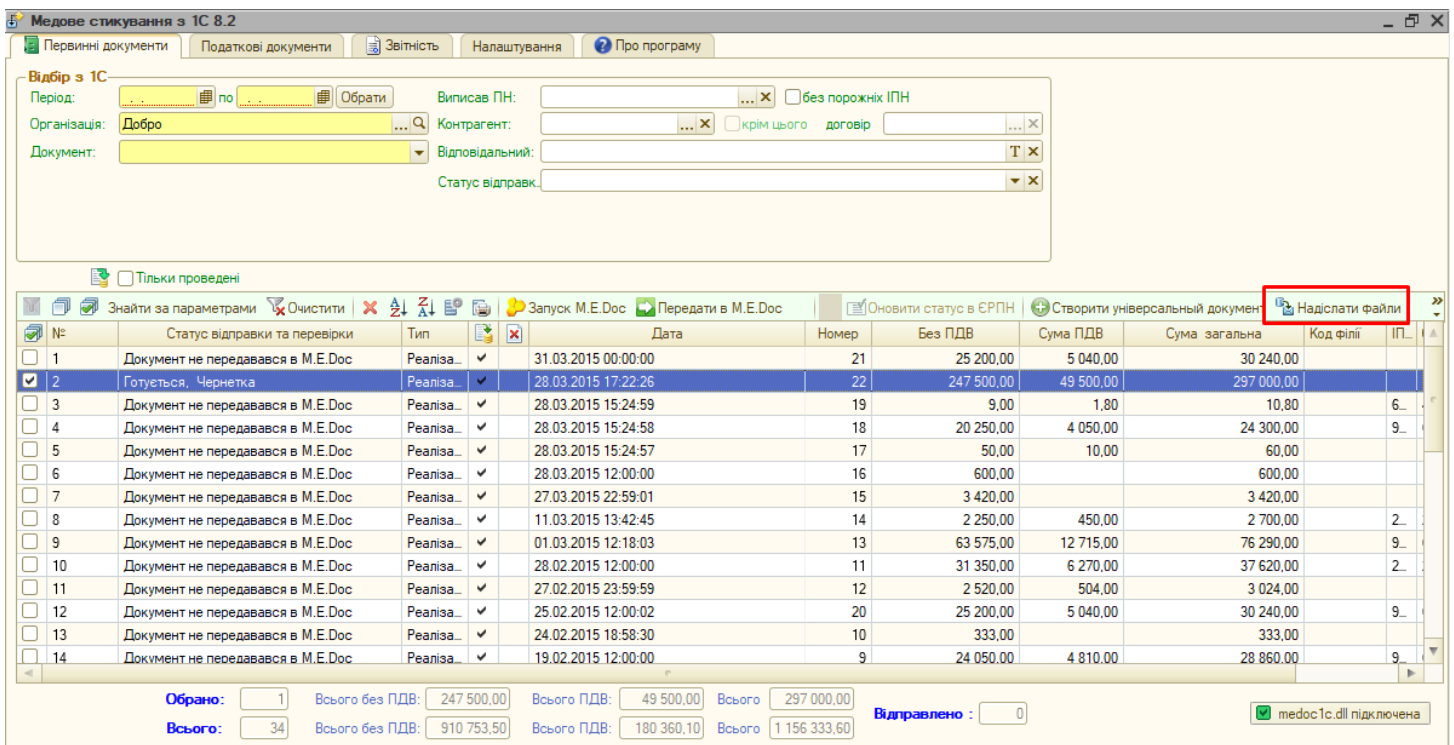 Медове стикування з 1С 8.2
Первинні документи Податкові документи Звітність Налаштування Про програму
Відбір з 1С
Період: . . по . . Обрати Виписав ПН: ... без порожніх ІПН
Організація: Добро ... Контрагент: ... крім цього договір ...
Документ: Відповідальний: T
Статус відправк...
Тільки проведені
Знайти за параметрами Очистити Запуск M.E.Doc Передати в M.E.Doc Оновити статус в ЄРПН Створити універсальный документ Надіслати файли
№ Статус відправки та перевірки Тип Дата Номер Без ПДВ Сума ПДВ Сума загальна Код філії ІП...
1 Документ не передавався в M.E.Doc Реаліза... 31.03.2015 00:00:00 21 25 200,00 5 040,00 30 240,00
2 Готується, Чернетка Реаліза... 28.03.2015 17:22:26 22 247 500,00 49 500,00 297 000,00
3 Документ не передавався в M.E.Doc Реаліза... 28.03.2015 15:24:59 19 9,00 1,80 10,80 6...
4 Документ не передавався в M.E.Doc Реаліза... 28.03.2015 15:24:58 18 20 250,00 4 050,00 24 300,00 9...
5 Документ не передавався в M.E.Doc Реаліза... 28.03.2015 15:24:57 17 50,00 10,00 60,00
6 Документ не передавався в M.E.Doc Реаліза... 28.03.2015 12:00:00 16 600,00 600,00
7 Документ не передавався в M.E.Doc Реаліза... 27.03.2015 22:59:01 15 3 420,00 3 420,00
8 Документ не передавався в M.E.Doc Реаліза... 11.03.2015 13:42:45 14 2 250,00 450,00 2 700,00 2...
9 Документ не передавався в M.E.Doc Реаліза... 01.03.2015 12:18:03 13 63 575,00 12 715,00 76 290,00 9...
10 Документ не передавався в M.E.Doc Реаліза... 28.02.2015 12:00:00 11 31 350,00 6 270,00 37 620,00 2...
11 Документ не передавався в M.E.Doc Реаліза... 27.02.2015 23:59:59 12 2 520,00 504,00 3 024,00
12 Документ не передавався в M.E.Doc Реаліза... 25.02.2015 12:00:02 20 25 200,00 5 040,00 30 240,00 9...
13 Документ не передавався в M.E.Doc Реаліза... 24.02.2015 18:58:30 10 333,00 333,00
14 Документ не передавався в M.E.Doc Реаліза... 19.02.2015 12:00:00 9 24 050,00 4 810,00 28 860,00 9...
Обрано: 1 Всього без ПДВ: 247 500,00 Всього ПДВ: 49 500,00 Всього 297 000,00 Відправлено : 0 medoc1c.dll підключена
Всього: 34 Всього без ПДВ: 910 753,50 Всього ПДВ: 180 360,10 Всього 1 156 333,60